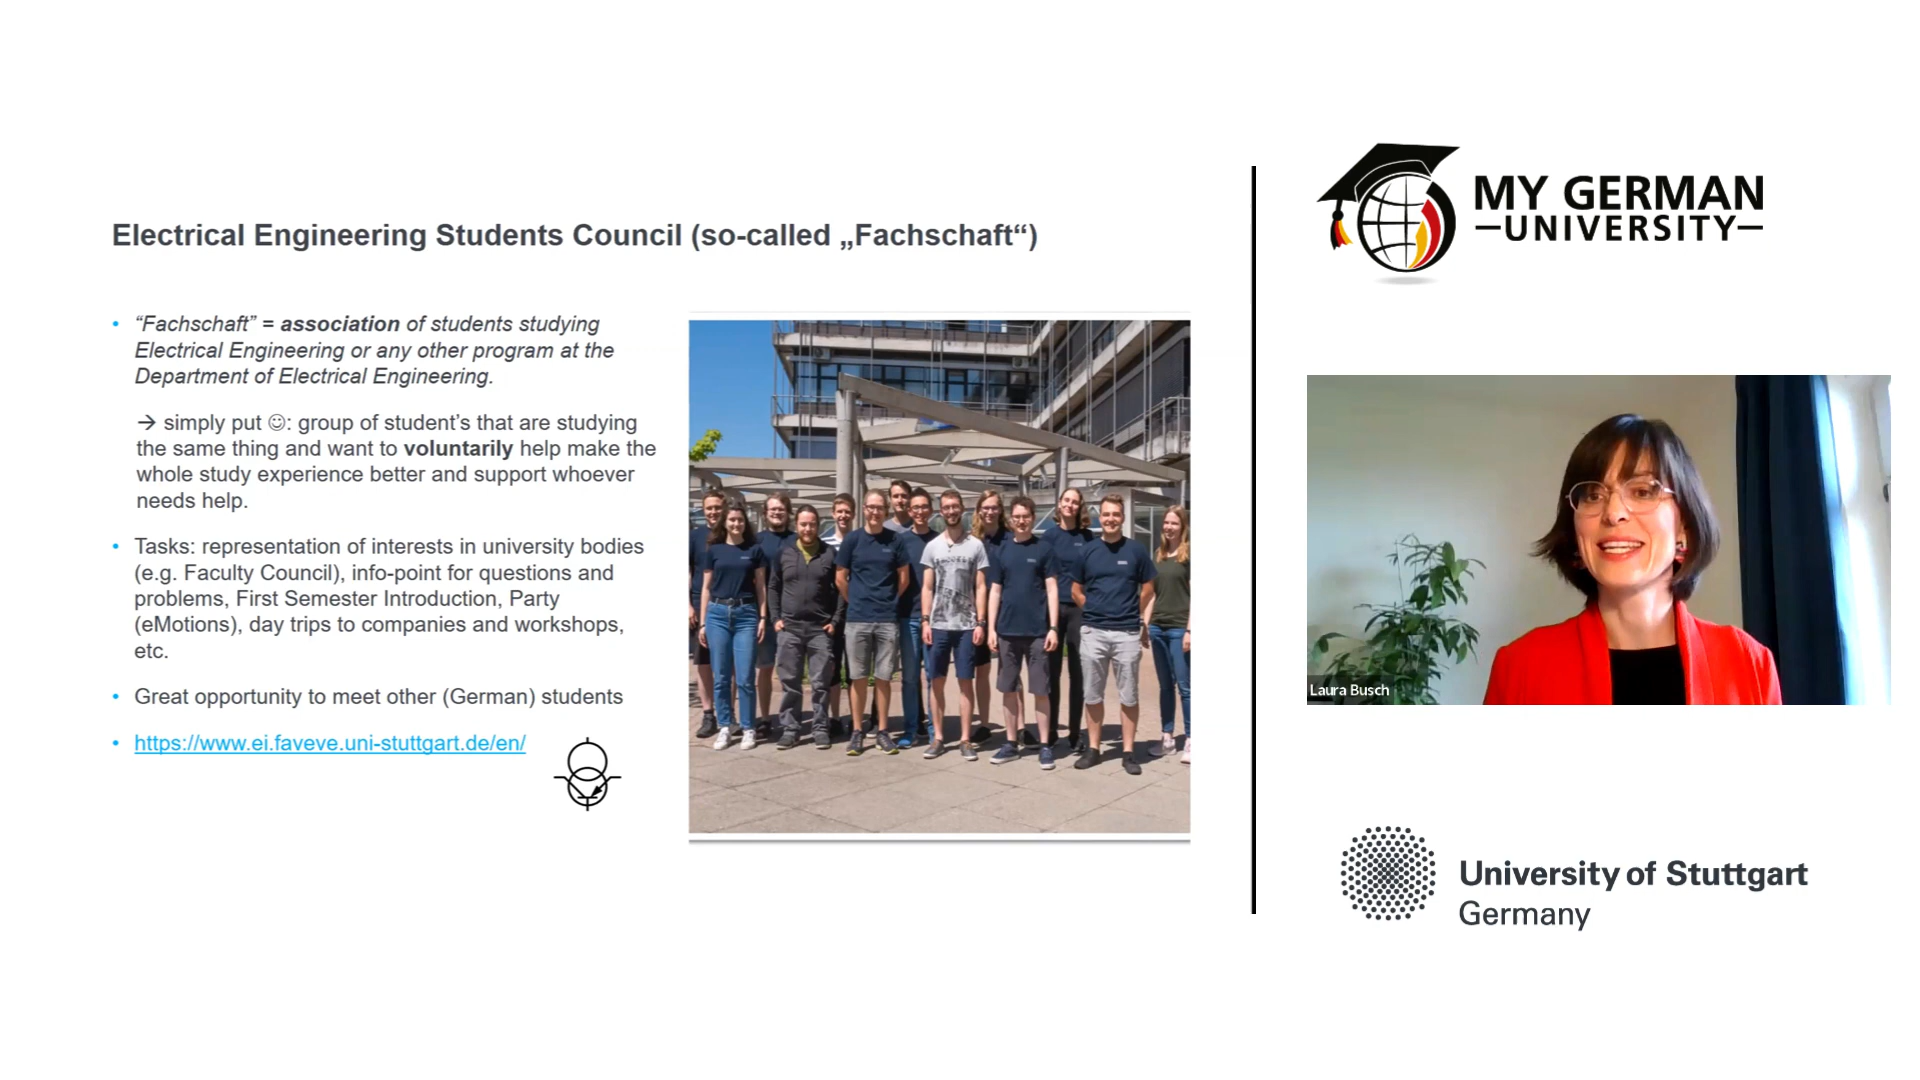 Electrical Engineering Students Council (so-called „Fachschaft“)
• “Fachschaft” = association of students studying
Electrical Engineering or any other program at the
Department of Electrical Engineering.
→ simply put ☺: group of student’s that are studying
the same thing and want to voluntarily help make the
whole study experience better and support whoever
needs help.
• Tasks: representation of interests in university bodies
(e.g. Faculty Council), info-point for questions and
problems, First Semester Introduction, Party
(eMotions), day trips to companies and workshops,
etc.
• Great opportunity to meet other (German) students
• https://www.ei.faveve.uni-stuttgart.de/en/
MY GERMAN
UNIVERSITY
Laura Busch
University of Stuttgart
Germany